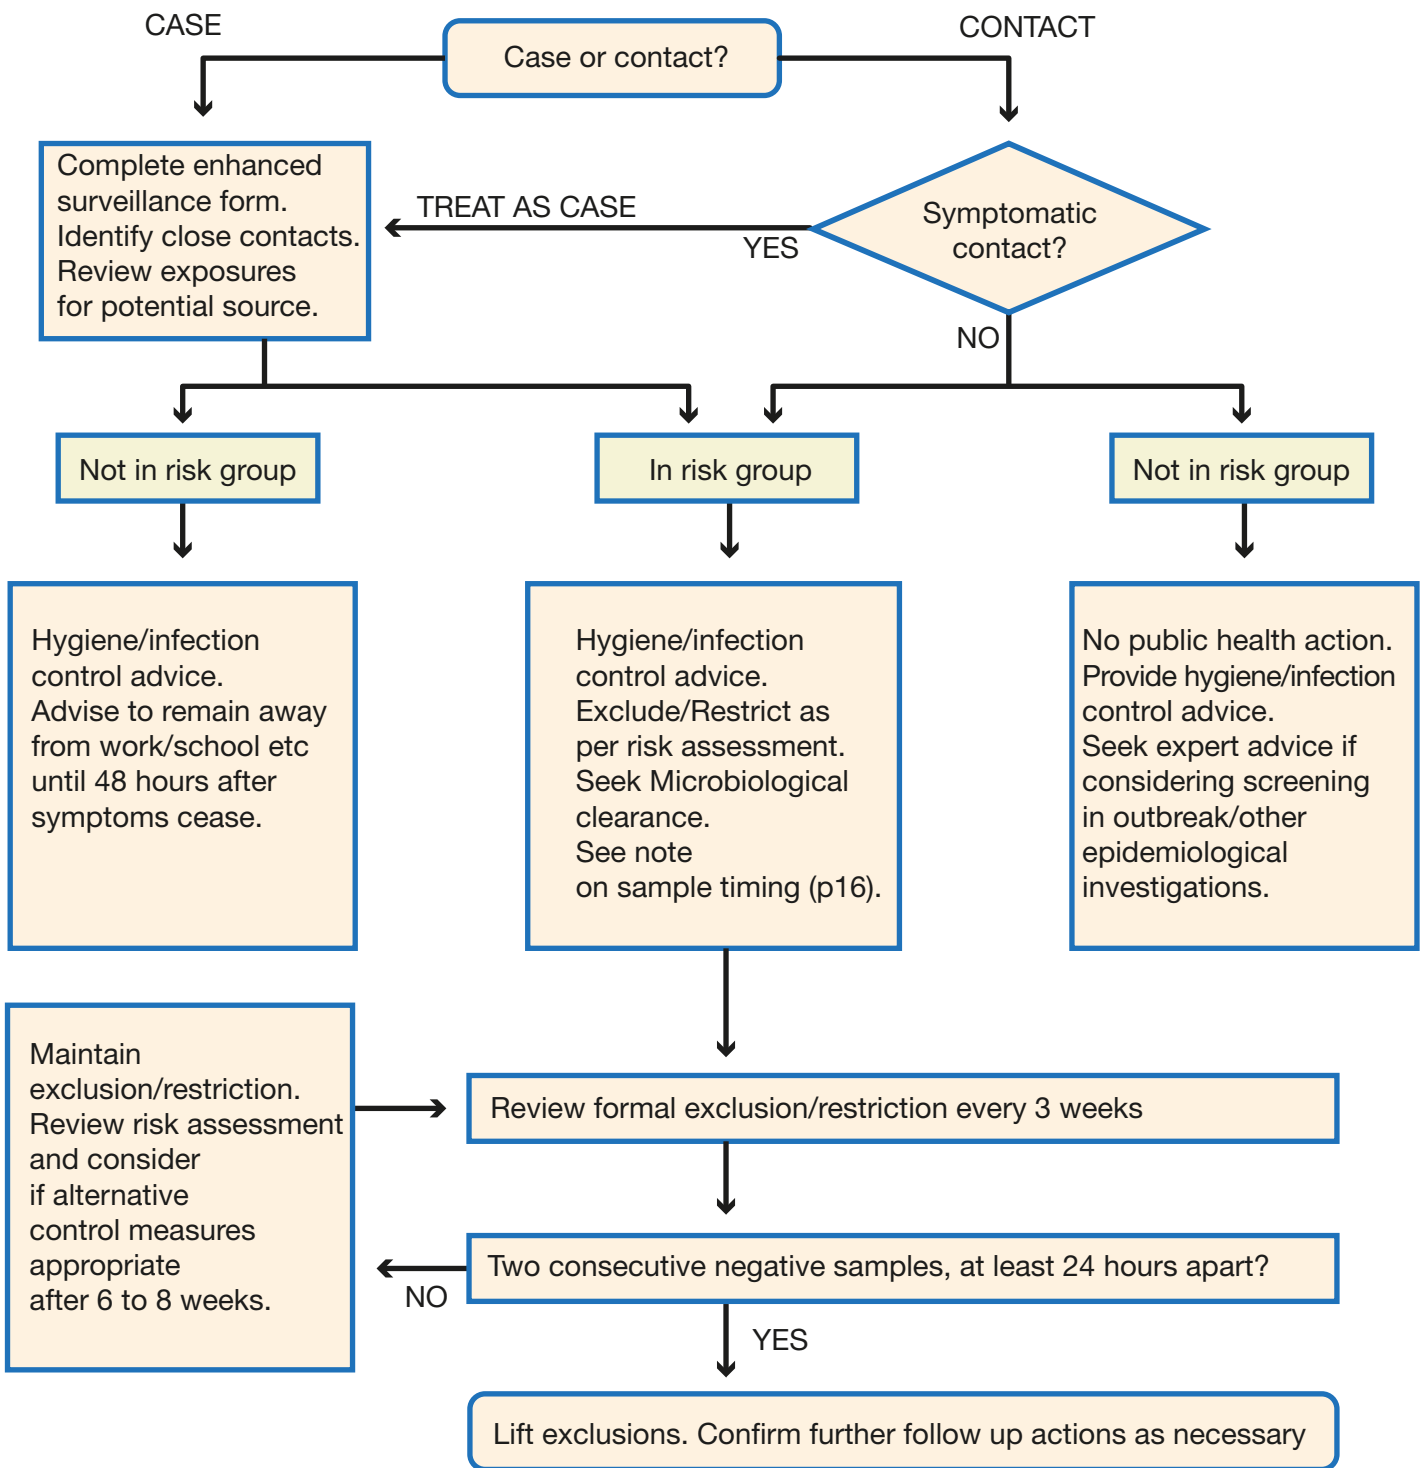 CASE
Case or contact?
CONTACT
Complete enhanced
surveillance form.
Identify close contacts.
Review exposures
for potential source.
TREAT AS CASE
YES
Symptomatic
contact?
NO
Not in risk group
In risk group
Not in risk group
Hygiene/infection
control advice.
Advise to remain away
from work/school etc
until 48 hours after
symptoms cease.
Hygiene/infection
control advice.
Exclude/Restrict as
per risk assessment.
Seek Microbiological
clearance.
See note
on sample timing (p16).
No public health action.
Provide hygiene/infection
control advice.
Seek expert advice if
considering screening
in outbreak/other
epidemiological
investigations.
Maintain
exclusion/restriction.
Review risk assessment
and consider
if alternative
control measures
appropriate
after 6 to 8 weeks.
Review formal exclusion/restriction every 3 weeks
Two consecutive negative samples, at least 24 hours apart?
NO
YES
Lift exclusions. Confirm further follow up actions as necessary